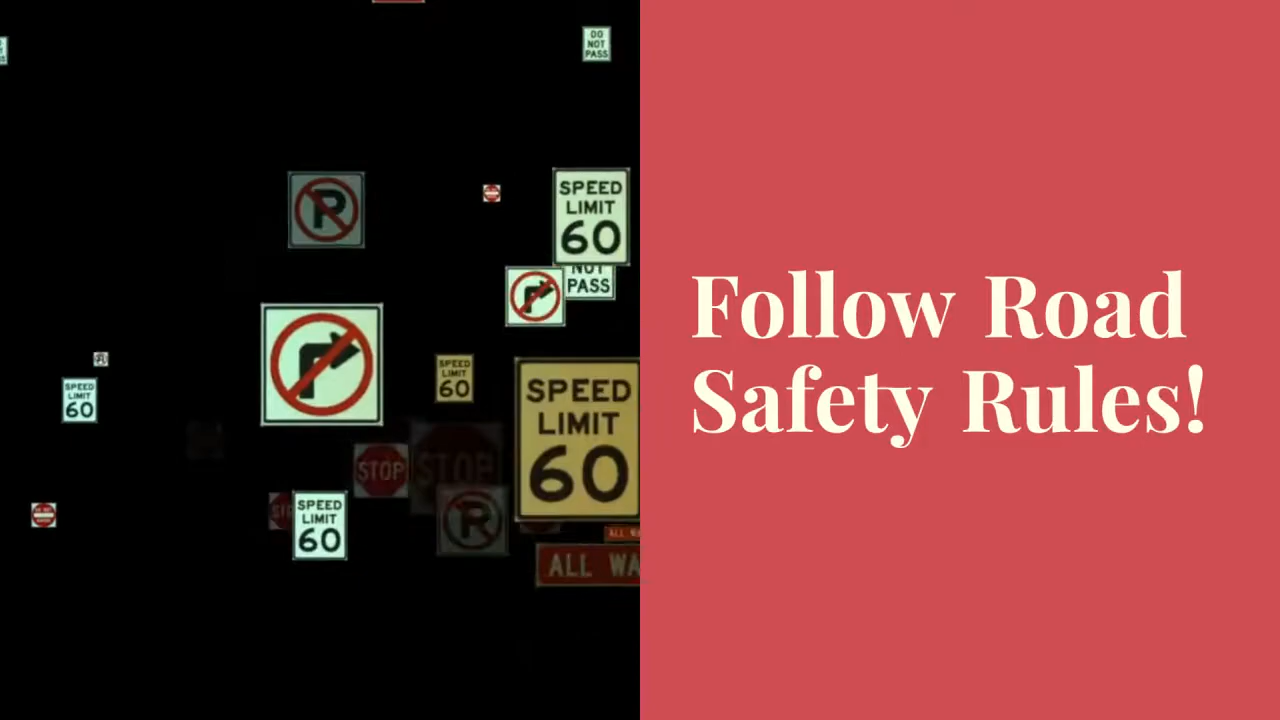 DO
NOT
PASS
SPEED
LIMIT
60
NOT
PASS
P
SPEED
LIMIT
60
SPEED
LIMIT
60
SPEED
LIMIT
60
STOP
STOP
SPEED
LIMIT
60
ALL WA
Follow Road
Safety Rules!